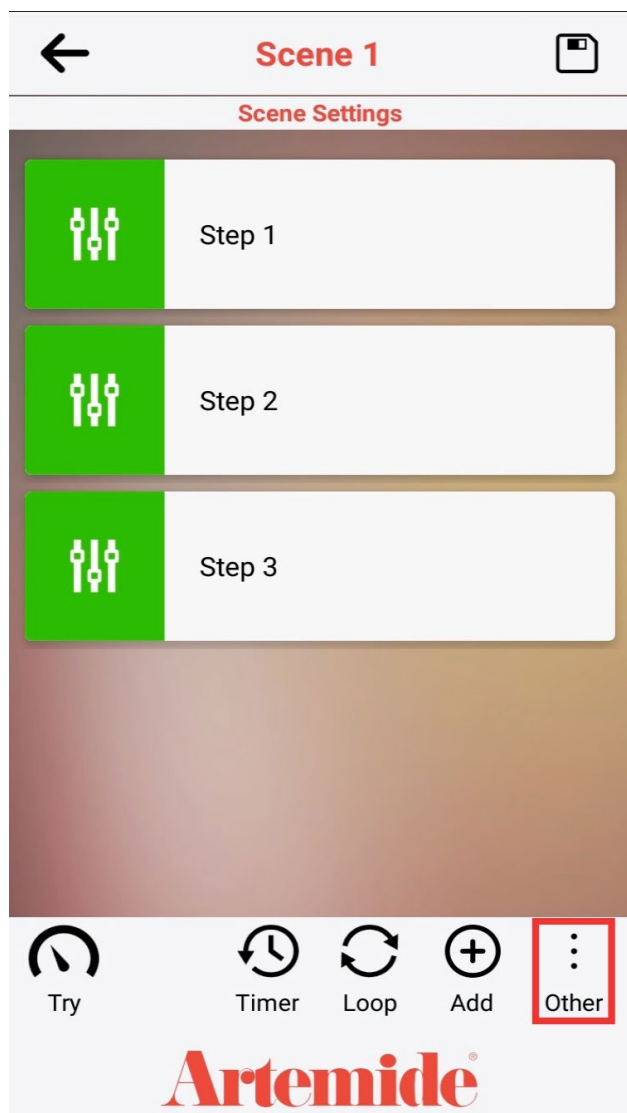 Scene 1
Scene Settings
Step 1
Step 2
Step 3
Try Timer Loop Add Other
Artemide®